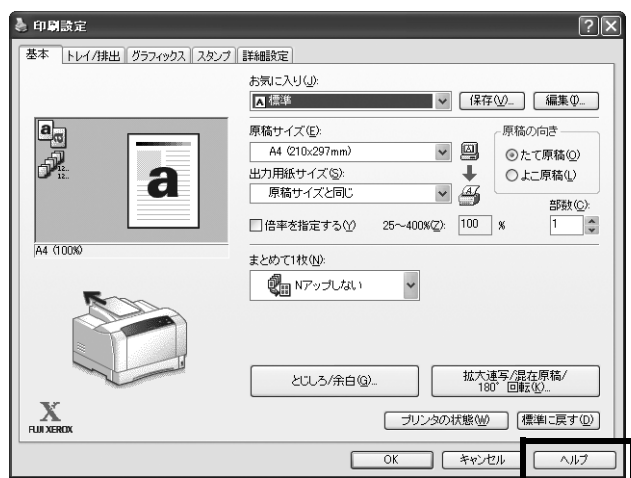 印刷設定
基本 トレイ/排出 グラフィックス スタンプ 詳細設定
お気に入り(J):
A 標準 保存(V)... 編集(I)...
原稿サイズ(E):
A4 (210x297mm)
出力用紙サイズ(S):
原稿サイズと同じ
原稿の向き
たて原稿(O)
よこ原稿(L)
倍率を指定する(Y) 25～400%(Z): 100 %
部数(C):
1
a
12..
12..
a
A4 (100%)
まとめて1枚(N):
Nアップしない
とじしろ/余白(G)...
拡大連写/混在原稿/
180° 回転(K)...
X
FUJI XEROX
プリンタの状態(W) 標準に戻す(D)
OK キャンセル ヘルプ